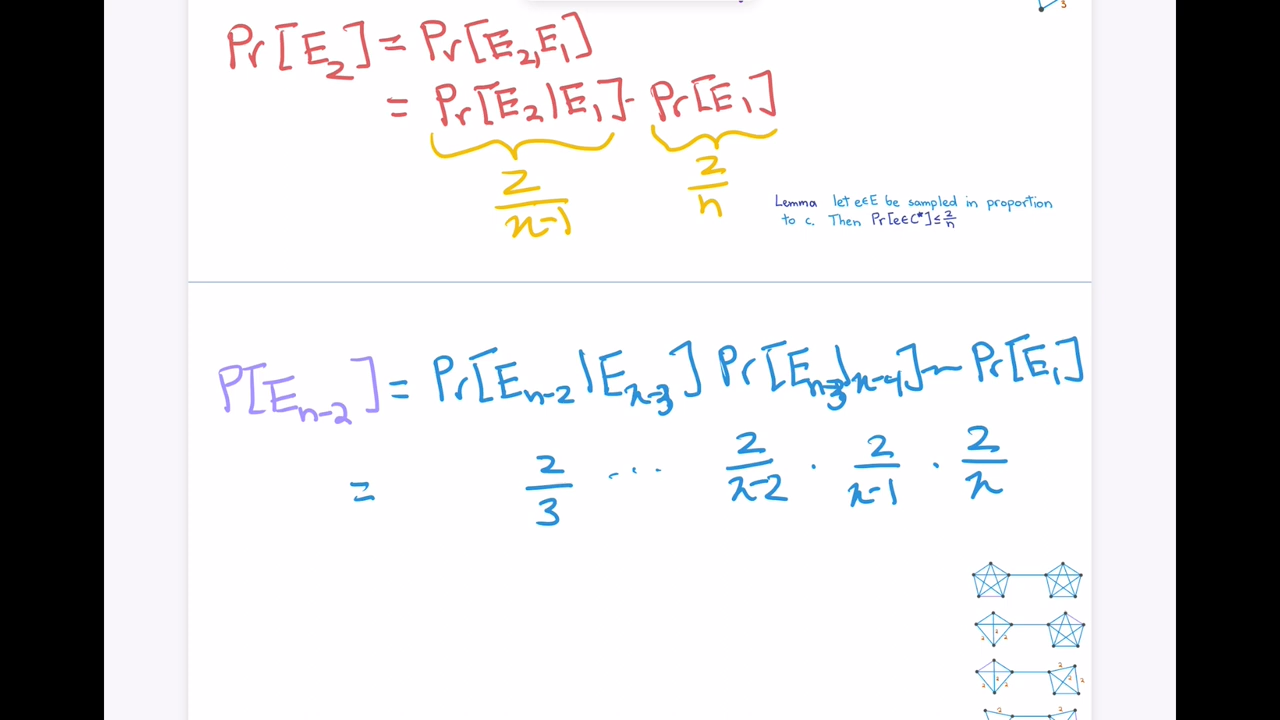 Pr[E₂] = Pr[E₂,E₁]
= Pr[E₂|E₁]· Pr[E₁]
2/(n-1) 2/n
Lemma let e∈E be sampled in proportion
to c. Then Pr[e∈C*] ≤ 2/n
P[Eₙ₋₂] = Pr[Eₙ₋₂|Eₙ₋₃] Pr[Eₙ₋₃|ₙ₋₄] ~ Pr[E₁]
= 2/3 ... 2/(n-2) · 2/(n-1) · 2/n